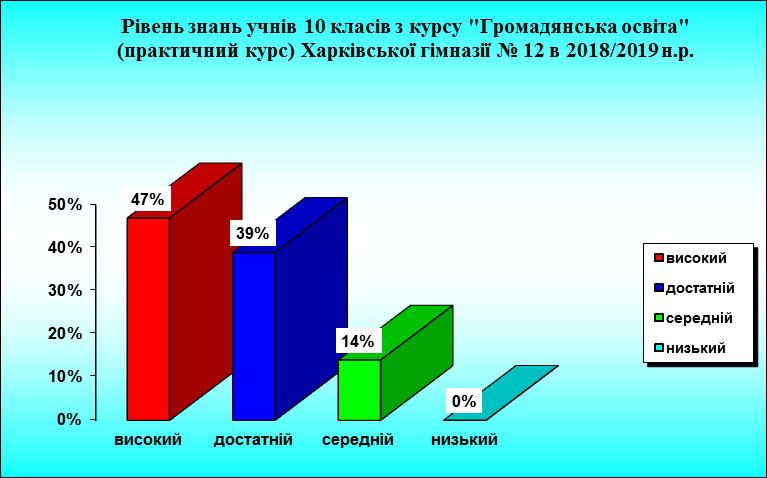 Рівень знань учнів 10 класів з курсу "Громадянська освіта"
(практичний курс) Харківської гімназії № 12 в 2018/2019 н.р.
50%
40%
30%
20%
10%
0%
47%
39%
14%
0%
високий
достатній
середній
низький
високий
достатній
середній
низький